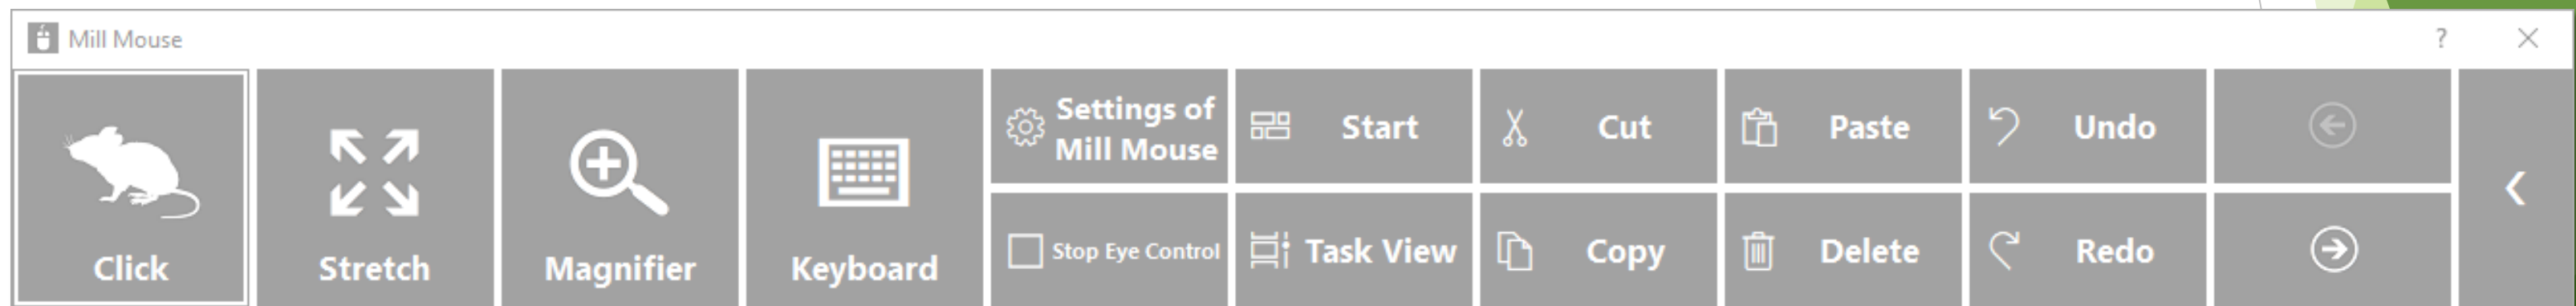 Mill Mouse
?
Click
Stretch
Magnifier
Keyboard
Settings of
Mill Mouse
Start
Cut
Paste
Undo
Stop Eye Control
Task View
Copy
Delete
Redo